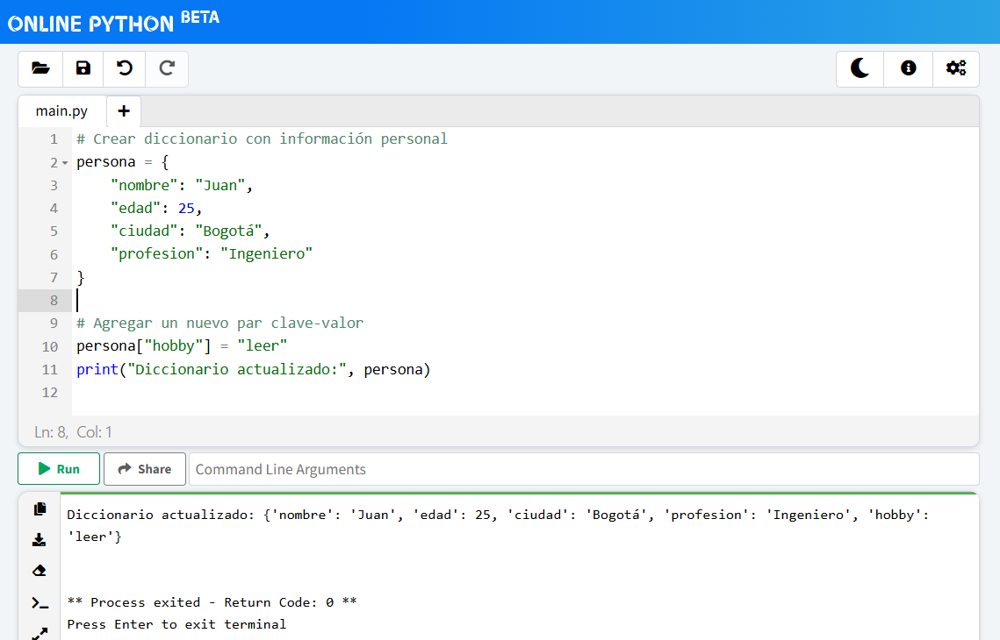 ONLINE PYTHON BETA
main.py
1 # Crear diccionario con información personal
2 persona = {
3     "nombre": "Juan",
4     "edad": 25,
5     "ciudad": "Bogotá",
6     "profesion": "Ingeniero"
7 }
8
9 # Agregar un nuevo par clave-valor
10 persona["hobby"] = "leer"
11 print("Diccionario actualizado:", persona)
12
Ln: 8, Col: 1
Run Share Command Line Arguments
Diccionario actualizado: {'nombre': 'Juan', 'edad': 25, 'ciudad': 'Bogotá', 'profesion': 'Ingeniero', 'hobby':
'leer'}
** Process exited - Return Code: 0 **
Press Enter to exit terminal